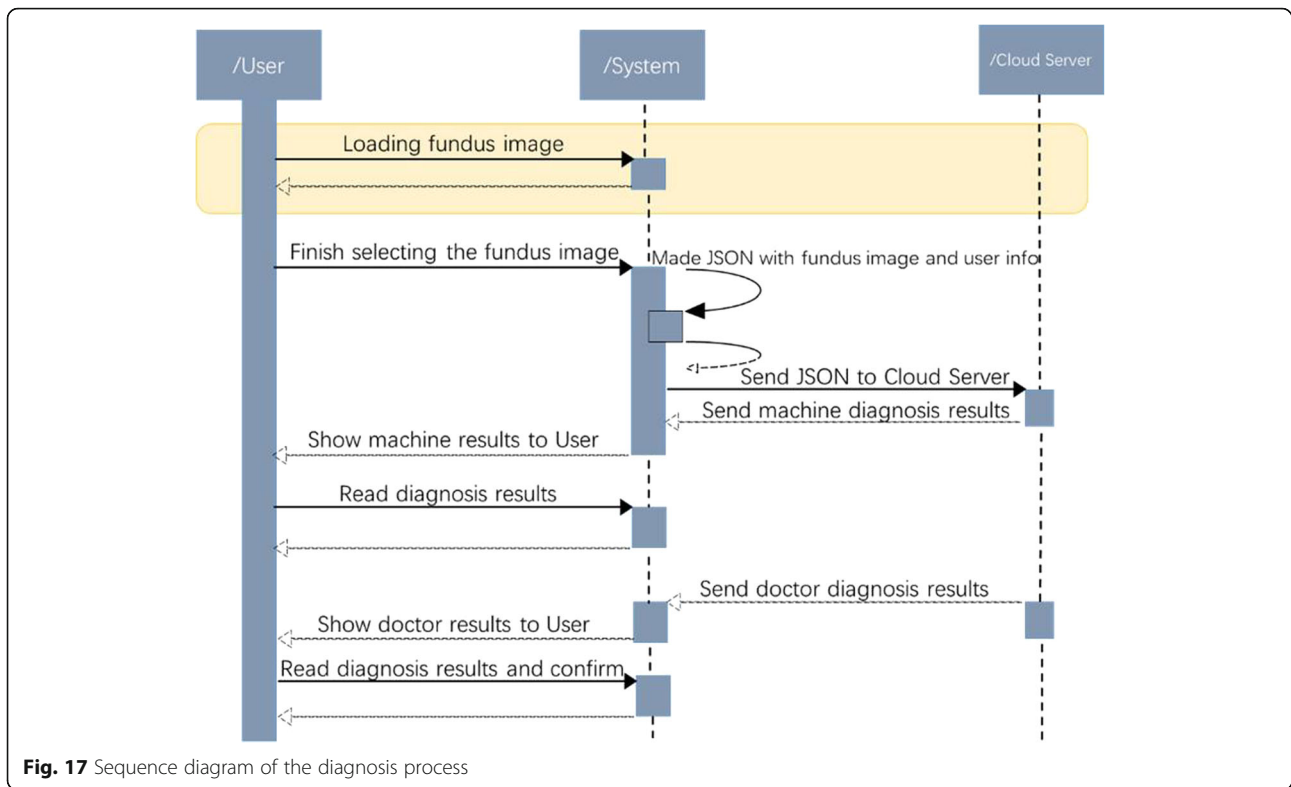 /User
/System
/Cloud Server
Loading fundus image
Finish selecting the fundus image
Made JSON with fundus image and user info
Send JSON to Cloud Server
Send machine diagnosis results
Show machine results to User
Read diagnosis results
Send doctor diagnosis results
Show doctor results to User
Read diagnosis results and confirm
Fig. 17 Sequence diagram of the diagnosis process